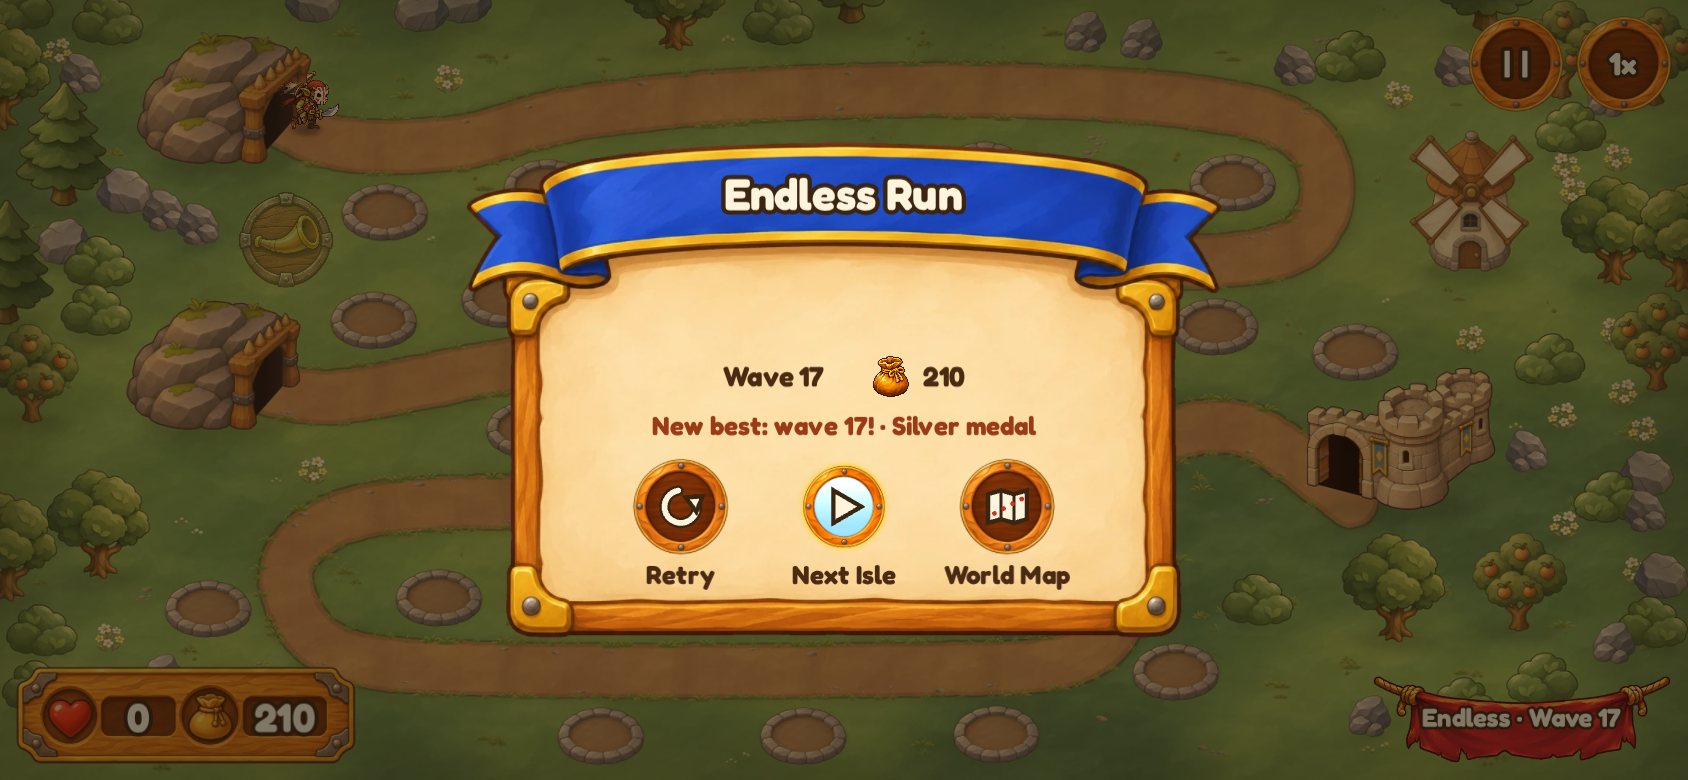 1x
Endless Run
Wave 17 210
New best: wave 17! · Silver medal
Retry Next Isle World Map
0 210
Endless · Wave 17